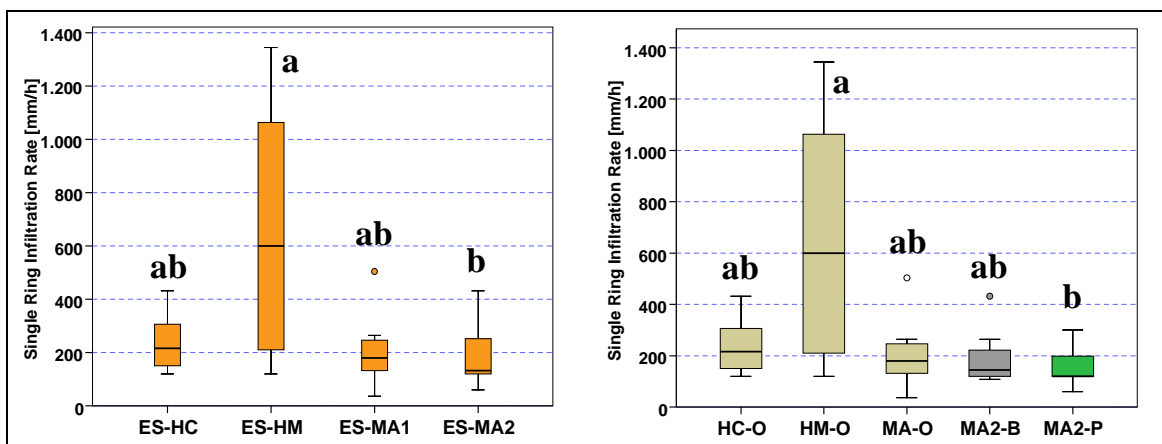 Single Ring Infiltration Rate [mm/h]
1.400
1.200
1.000
800
600
400
200
0
a
ab
ab
b
ES-HC ES-HM ES-MA1 ES-MA2
Single Ring Infiltration Rate [mm/h]
1.400
1.200
1.000
800
600
400
200
0
a
ab
ab
ab
b
HC-O HM-O MA-O MA2-B MA2-P